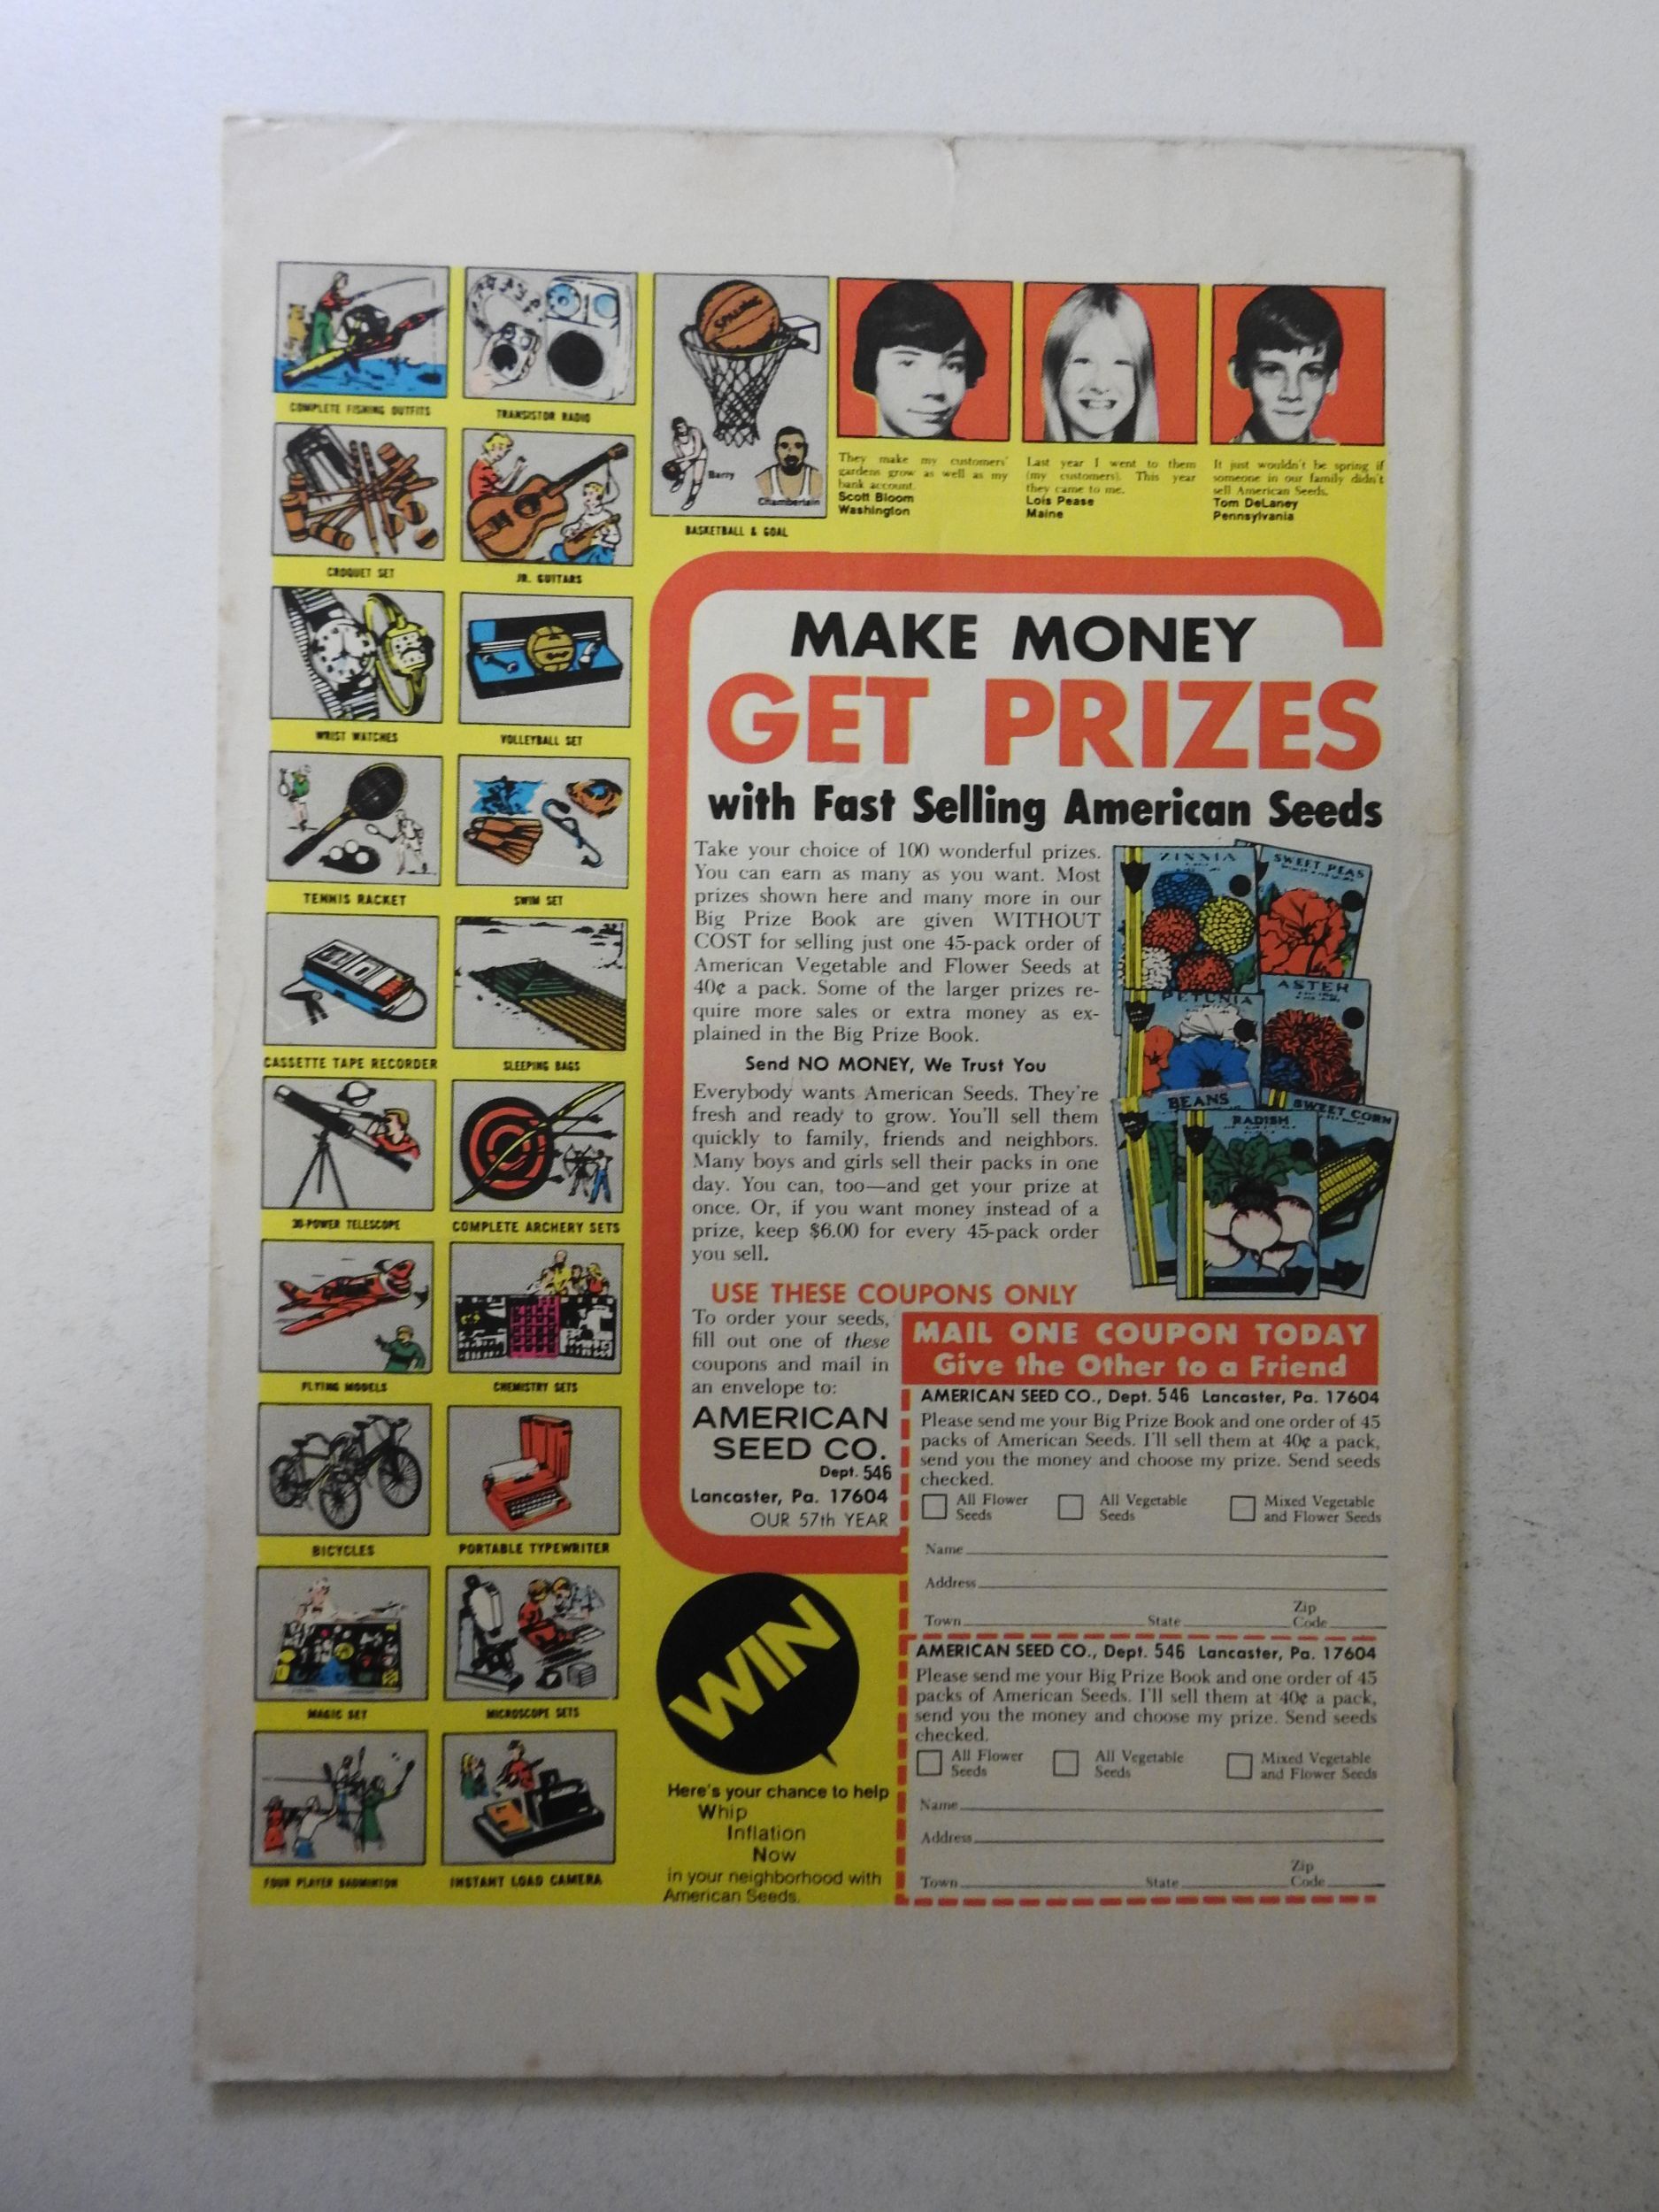 COMPLETE FISHING OUTFITS
TRANSISTOR RADIO
CROQUET SET
JR. GUITARS
WRIST WATCHES
VOLLEYBALL SET
TENNIS RACKET
SWIM SET
CASSETTE TAPE RECORDER
SLEEPING BAGS
30-POWER TELESCOPE
COMPLETE ARCHERY SETS
FLYING MODELS
CHEMISTRY SETS
BICYCLES
PORTABLE TYPEWRITER
MAGIC SET
MICROSCOPE SETS
FOUR PLAYER BADMINTON
INSTANT LOAD CAMERA
SPALDING
Barry
Chamberlain
BASKETBALL & GOAL
They make my customers'
gardens grow as well as my
bank account.
Scott Bloom
Washington
Last year I went to them
(my customers). This year
they came to me.
Lois Pease
Maine
It just wouldn't be spring if
someone in our family didn't
sell American Seeds.
Tom DeLaney
Pennsylvania
MAKE MONEY
GET PRIZES
with Fast Selling American Seeds
Take your choice of 100 wonderful prizes.
You can earn as many as you want. Most
prizes shown here and many more in our
Big Prize Book are given WITHOUT
COST for selling just one 45-pack order of
American Vegetable and Flower Seeds at
40¢ a pack. Some of the larger prizes re-
quire more sales or extra money as ex-
plained in the Big Prize Book.
Send NO MONEY, We Trust You
Everybody wants American Seeds. They're
fresh and ready to grow. You'll sell them
quickly to family, friends and neighbors.
Many boys and girls sell their packs in one
day. You can, too—and get your prize at
once. Or, if you want money instead of a
prize, keep $6.00 for every 45-pack order
you sell.
ZINNIA
SWEET PEAS
PETUNIA
ASTER
BEANS
RADISH
SWEET CORN
USE THESE COUPONS ONLY
To order your seeds,
fill out one of these
coupons and mail in
an envelope to:
AMERICAN
SEED CO.
Dept. 546
Lancaster, Pa. 17604
OUR 57th YEAR
WIN
Here's your chance to help
Whip
Inflation
Now
in your neighborhood with
American Seeds.
MAIL ONE COUPON TODAY
Give the Other to a Friend
AMERICAN SEED CO., Dept. 546 Lancaster, Pa. 17604
Please send me your Big Prize Book and one order of 45
packs of American Seeds. I'll sell them at 40¢ a pack,
send you the money and choose my prize. Send seeds
checked.
All Flower Seeds All Vegetable Seeds Mixed Vegetable and Flower Seeds
Name
Address
Town State Zip Code
AMERICAN SEED CO., Dept. 546 Lancaster, Pa. 17604
Please send me your Big Prize Book and one order of 45
packs of American Seeds. I'll sell them at 40¢ a pack,
send you the money and choose my prize. Send seeds
checked.
All Flower Seeds All Vegetable Seeds Mixed Vegetable and Flower Seeds
Name
Address
Town State Zip Code